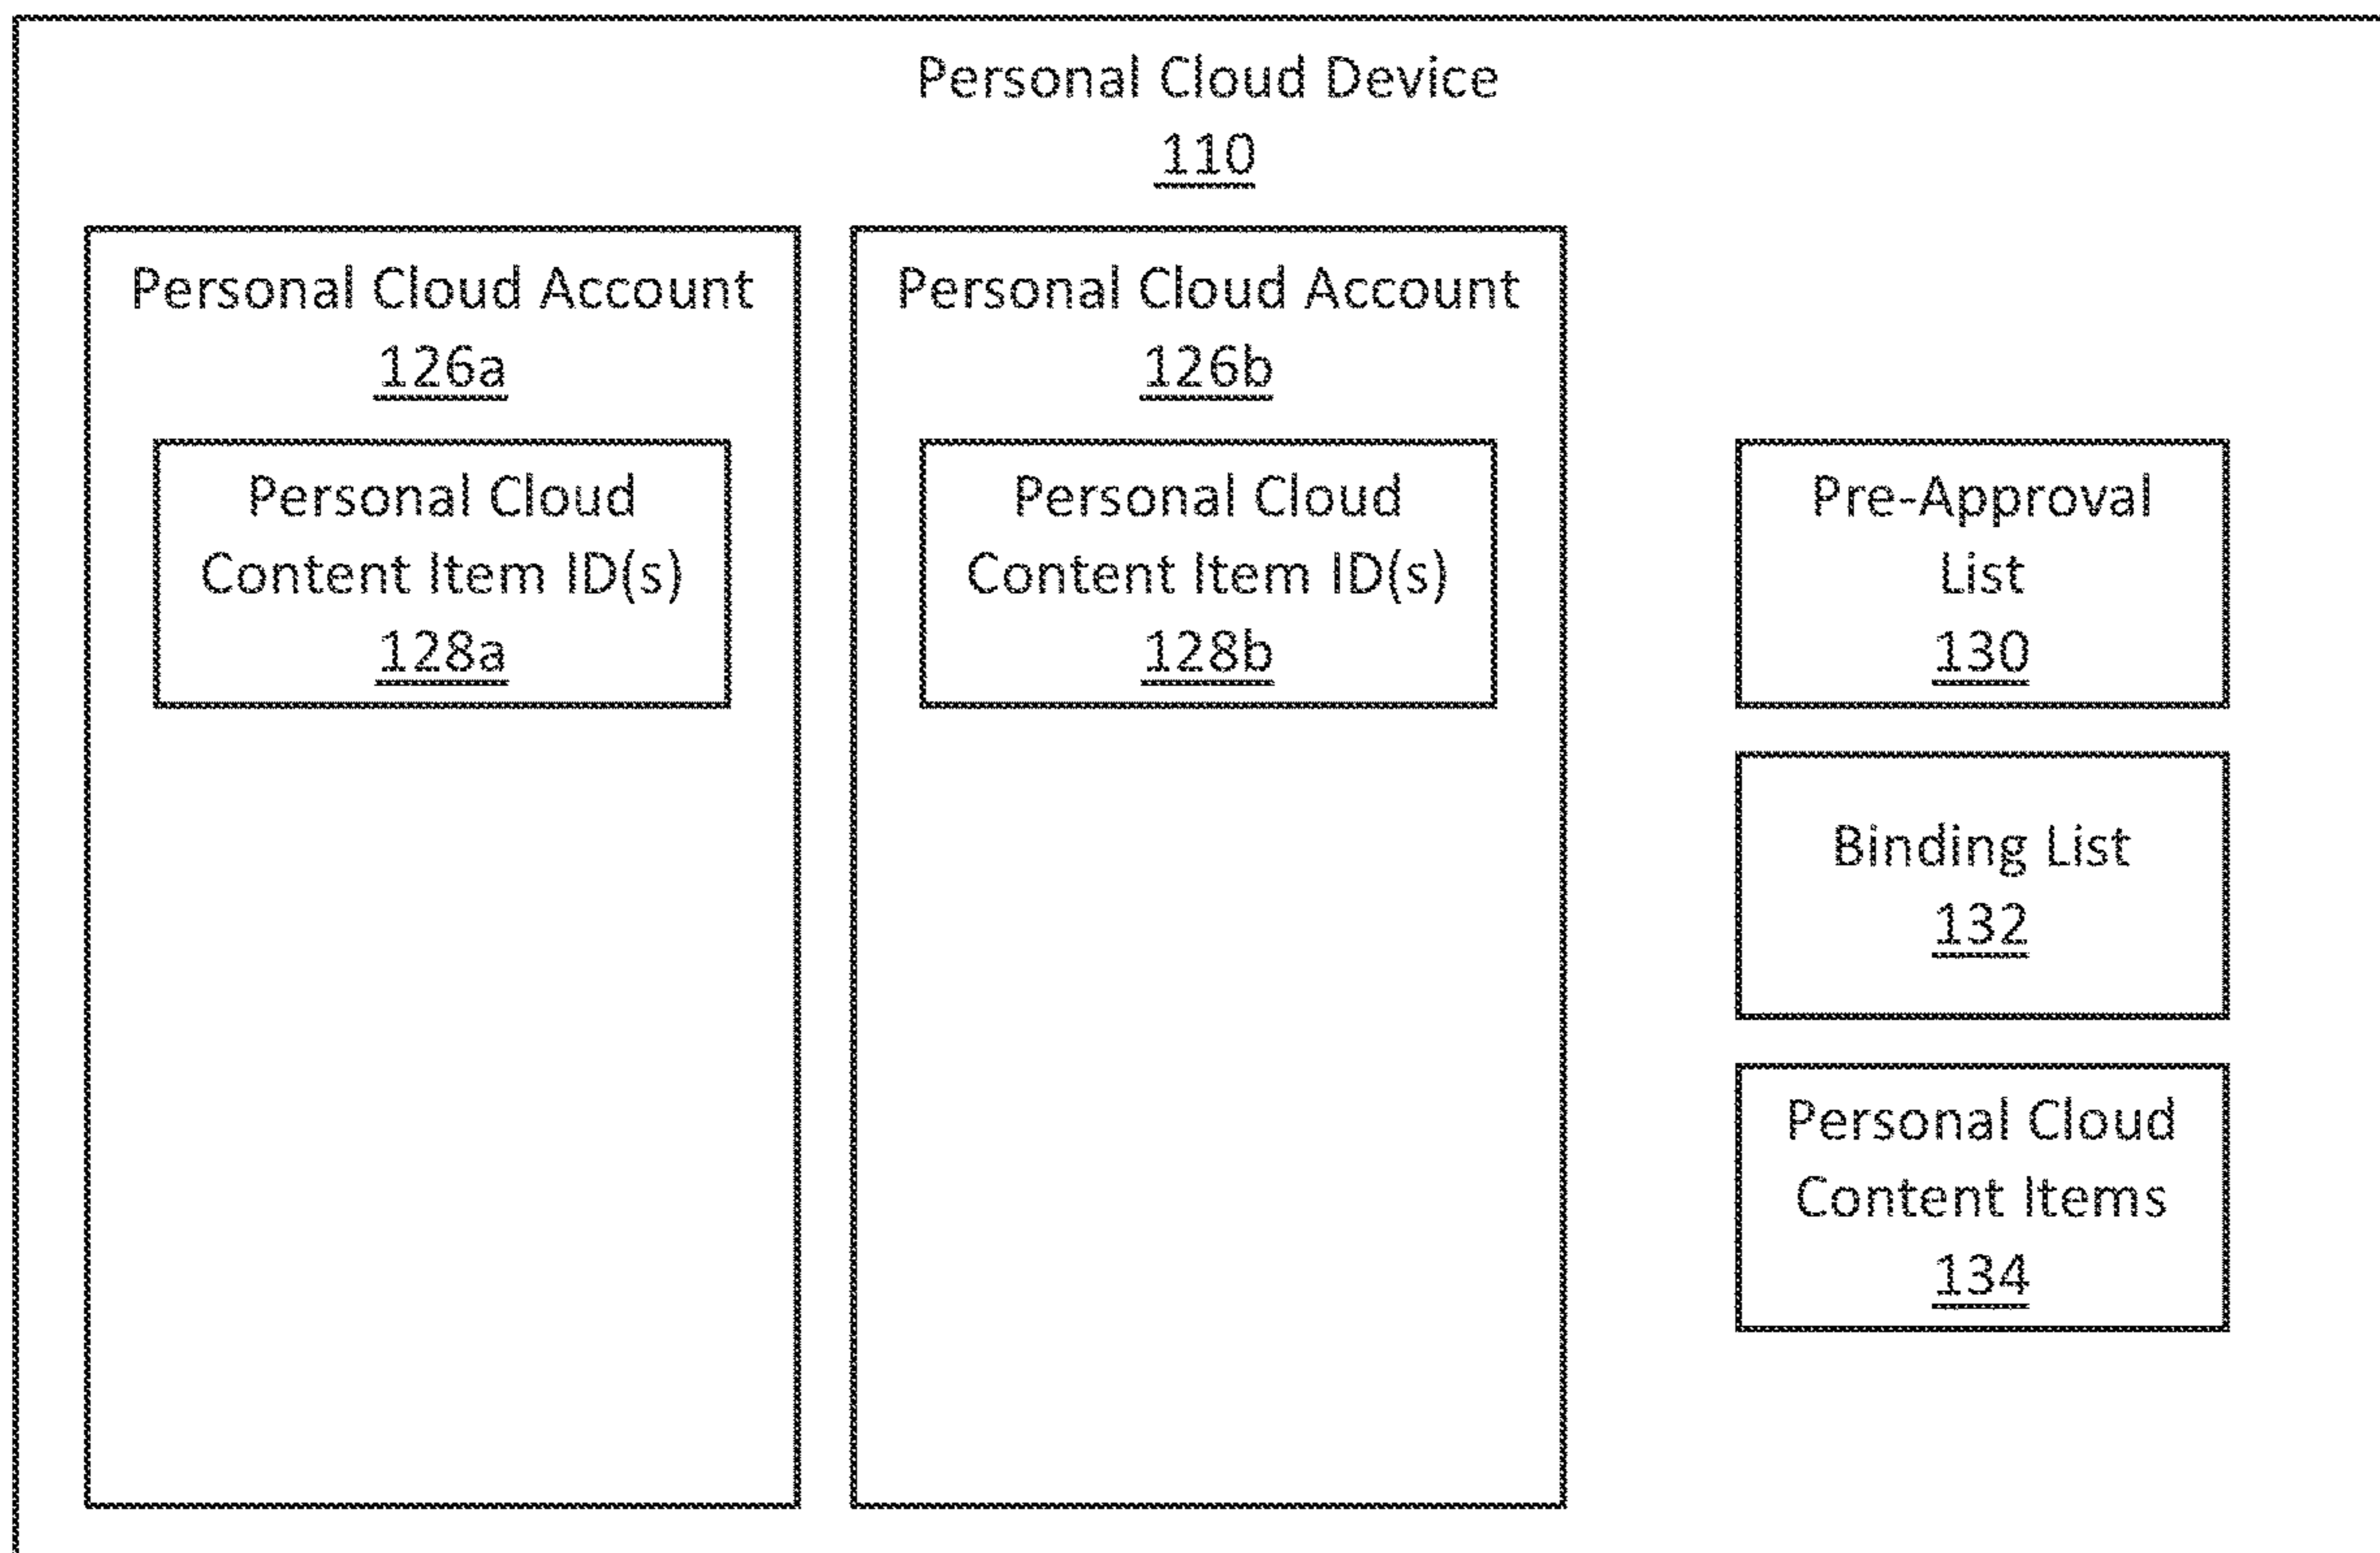 Personal Cloud Device
110
Personal Cloud Account
126a
Personal Cloud
Content Item ID(s)
128a
Personal Cloud Account
126b
Personal Cloud
Content Item ID(s)
128b
Pre-Approval
List
130
Binding List
132
Personal Cloud
Content Items
134